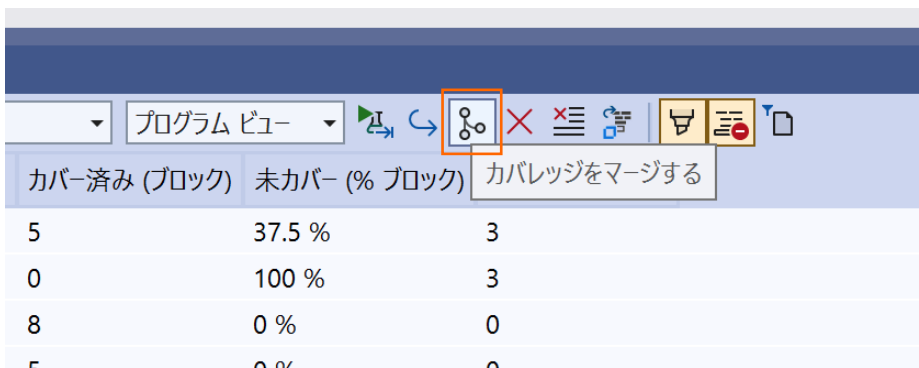 プログラム ビュー
カバレッジをマージする
カバー済み (ブロック) 未カバー (% ブロック)
5 37.5 % 3
0 100 % 3
8 0 % 0